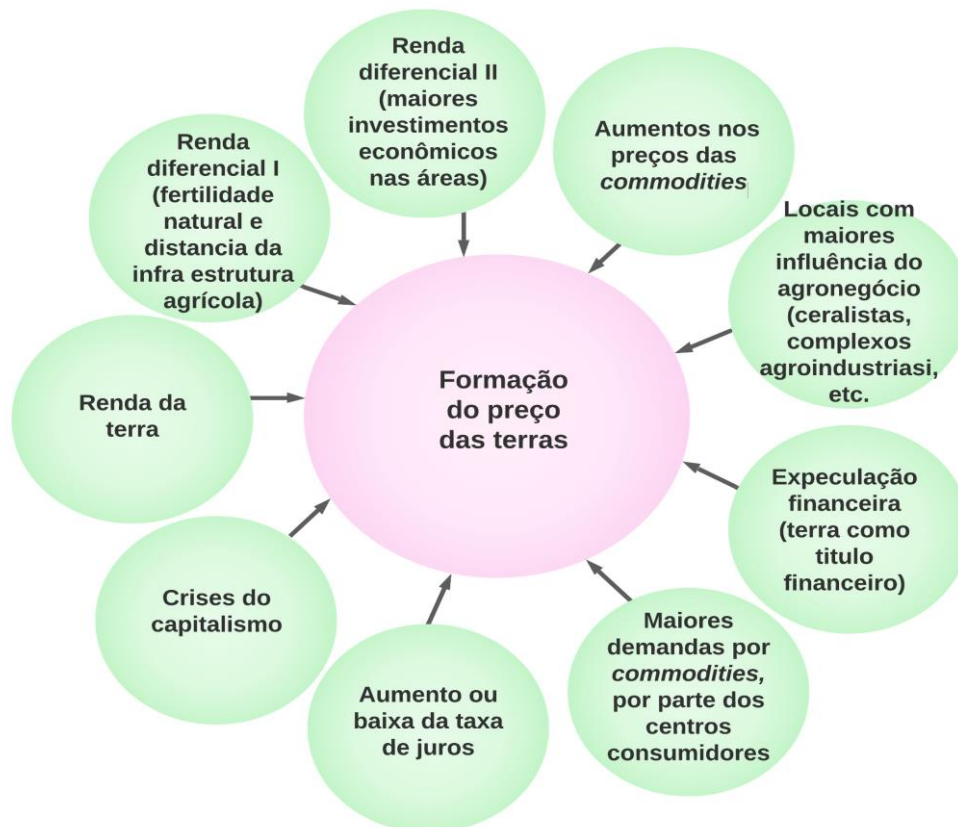 Renda
diferencial II
(maiores
investimentos
econômicos
nas áreas)
Aumentos nos
preços das
commodities
Locais com
maiores
influência do
agronegócio
(ceralistas,
complexos
agroindustriasi,
etc.
Expeculação
financeira
(terra como
titulo
financeiro)
Maiores
demandas por
commodities,
por parte dos
centros
consumidores
Aumento ou
baixa da taxa
de juros
Crises do
capitalismo
Renda da
terra
Renda
diferencial I
(fertilidade
natural e
distancia da
infra estrutura
agrícola)
Formação
do preço
das terras